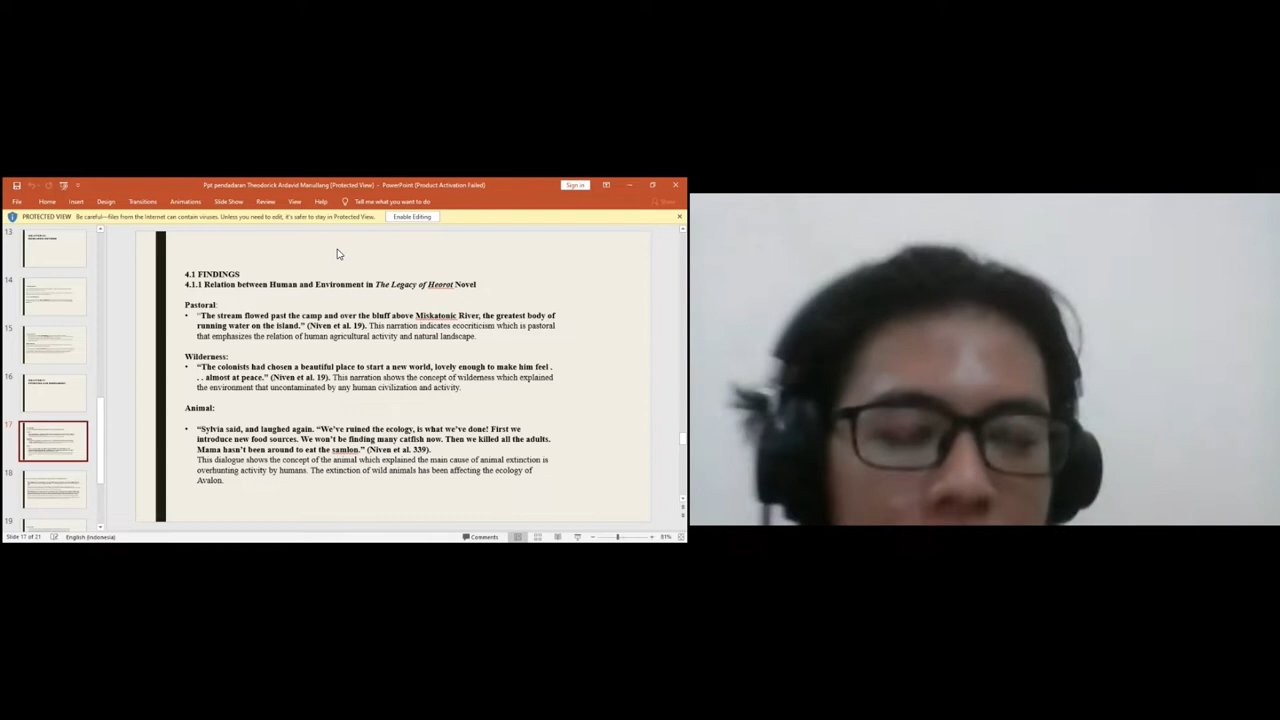 Ppt pendadaran Theodorick Ardavid Manullang [Protected View] - PowerPoint (Product Activation Failed)
Sign in
File Home Insert Design Transitions Animations Slide Show Review View Help Tell me what you want to do Share
PROTECTED VIEW Be careful—files from the Internet can contain viruses. Unless you need to edit, it's safer to stay in Protected View. Enable Editing
13
14
15
16
17
18
19
4.1 FINDINGS
4.1.1 Relation between Human and Environment in The Legacy of Heorot Novel
Pastoral:
• "The stream flowed past the camp and over the bluff above Miskatonic River, the greatest body of
running water on the island." (Niven et al. 19). This narration indicates ecocriticism which is pastoral
that emphasizes the relation of human agricultural activity and natural landscape.
Wilderness:
• "The colonists had chosen a beautiful place to start a new world, lovely enough to make him feel .
. . almost at peace." (Niven et al. 19). This narration shows the concept of wilderness which explained
the environment that uncontaminated by any human civilization and activity.
Animal:
• "Sylvia said, and laughed again. "We've ruined the ecology, is what we've done! First we
introduce new food sources. We won't be finding many catfish now. Then we killed all the adults.
Mama hasn't been around to eat the samlon." (Niven et al. 339).
This dialogue shows the concept of the animal which explained the main cause of animal extinction is
overhunting activity by humans. The extinction of wild animals has been affecting the ecology of
Avalon.
Slide 17 of 21 English (Indonesia) Comments 81%